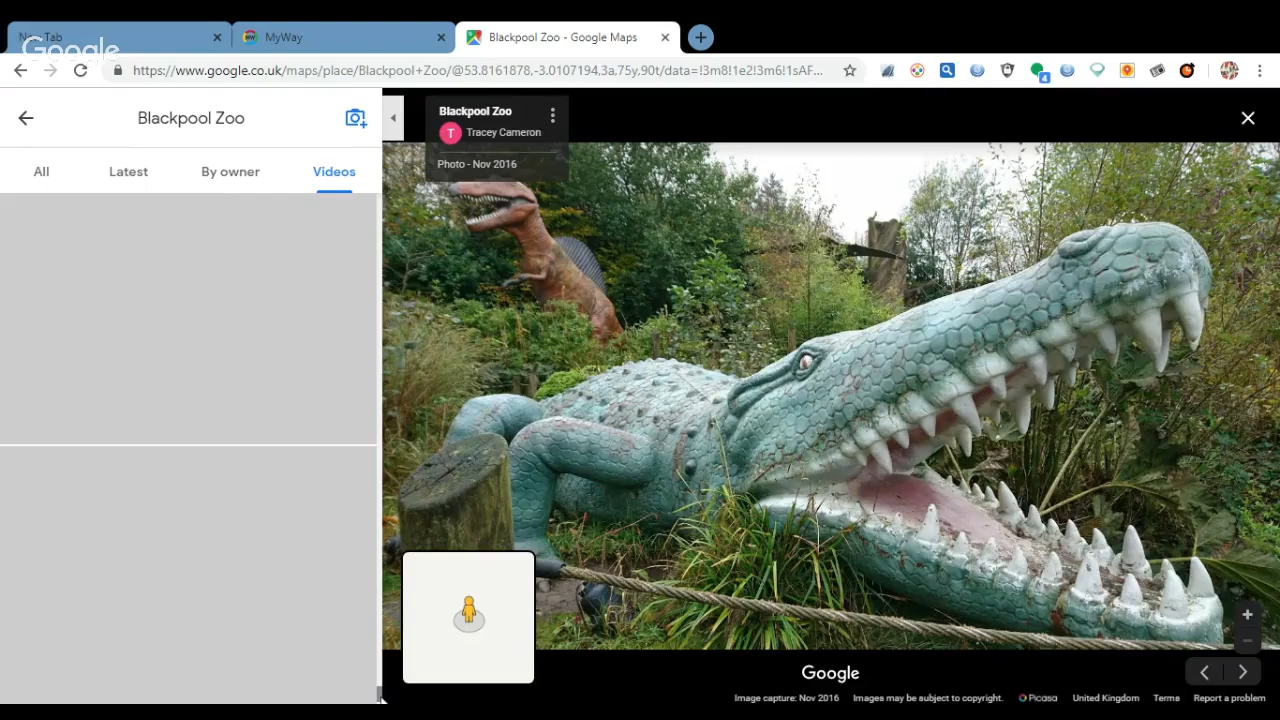 New Tab
MyWay
Blackpool Zoo - Google Maps
Google
https://www.google.co.uk/maps/place/Blackpool+Zoo/@53.8161878,-3.0107194,3a,75y,90t/data=!3m8!1e2!3m6!1sAF...
4
Blackpool Zoo
All
Latest
By owner
Videos
Blackpool Zoo
T
Tracey Cameron
Photo - Nov 2016
Google
Image capture: Nov 2016 Images may be subject to copyright. Picasa United Kingdom Terms Report a problem